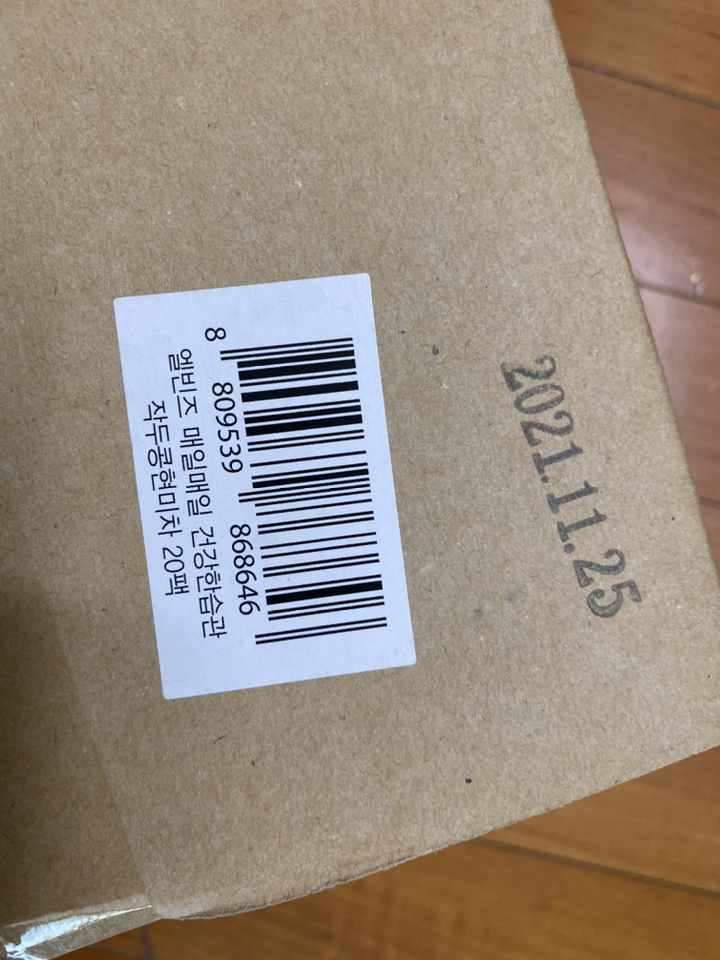 8 809539 868646
엘빈즈 매일매일 건강한습관
작두콩현미차 20팩
2021.11.25